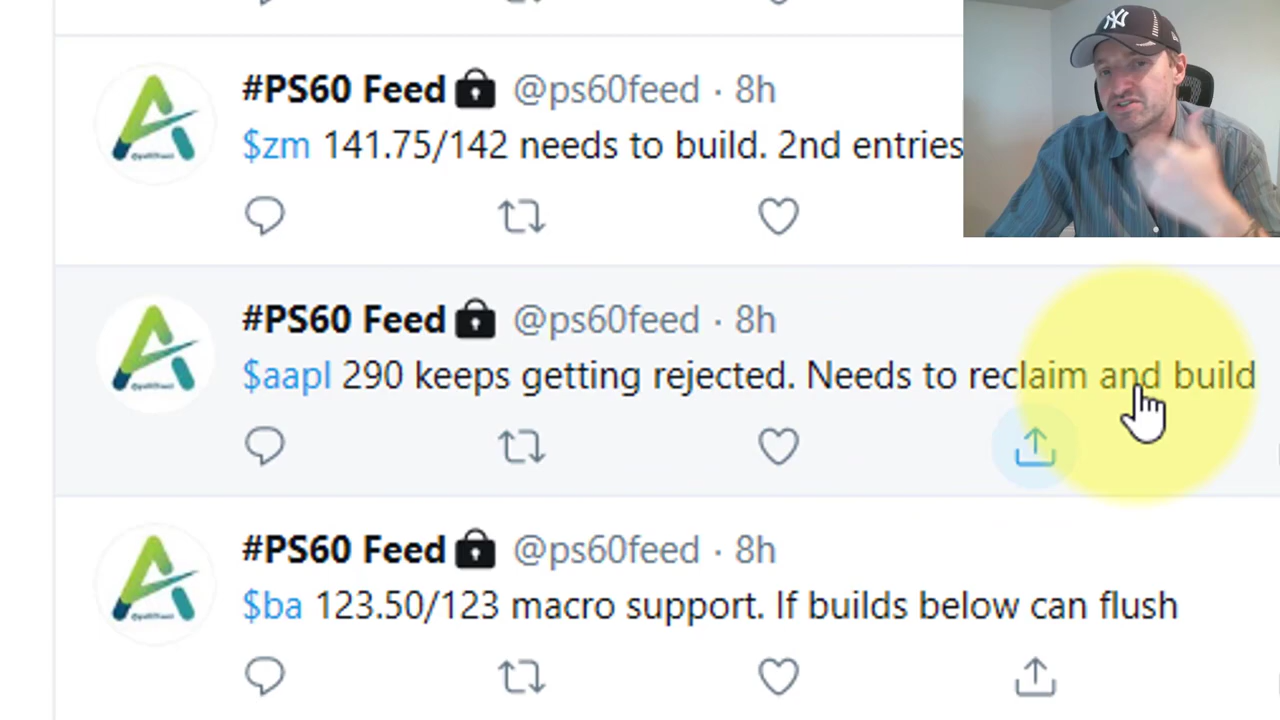 #PS60 Feed @ps60feed · 8h
$zm 141.75/142 needs to build. 2nd entries
#PS60 Feed @ps60feed · 8h
$aapl 290 keeps getting rejected. Needs to reclaim and build
#PS60 Feed @ps60feed · 8h
$ba 123.50/123 macro support. If builds below can flush